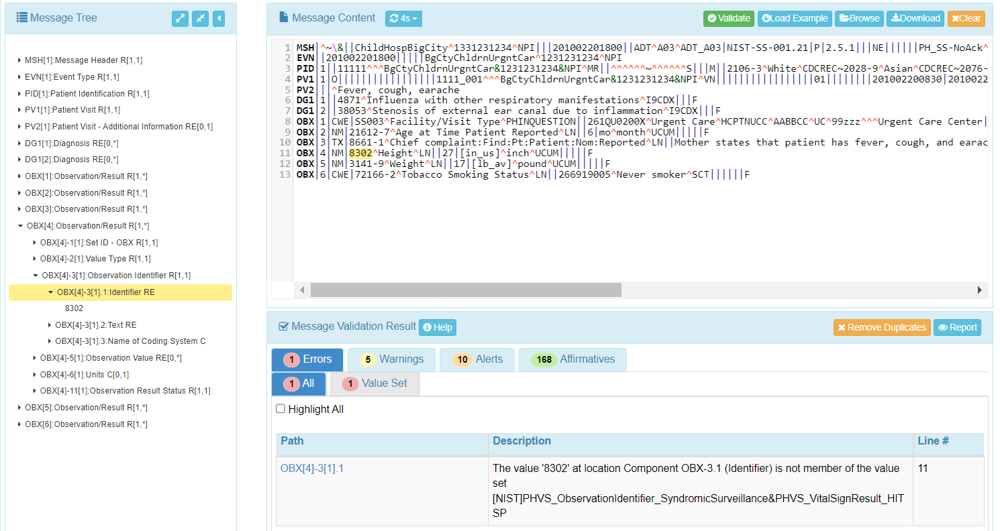 Message Tree
MSH[1]:Message Header R[1,1]
EVN[1]:Event Type R[1,1]
PID[1]:Patient Identification R[1,1]
PV1[1]:Patient Visit R[1,1]
PV2[1]:Patient Visit - Additional Information RE[0,1]
DG1[1]:Diagnosis RE[0,*]
DG1[2]:Diagnosis RE[0,*]
OBX[1]:Observation/Result R[1,*]
OBX[2]:Observation/Result R[1,*]
OBX[3]:Observation/Result R[1,*]
OBX[4]:Observation/Result R[1,*]
OBX[4]-1[1]:Set ID - OBX R[1,1]
OBX[4]-2[1]:Value Type R[1,1]
OBX[4]-3[1]:Observation Identifier R[1,1]
OBX[4]-3[1].1:Identifier RE
8302
OBX[4]-3[1].2:Text RE
OBX[4]-3[1].3:Name of Coding System C
OBX[4]-5[1]:Observation Value RE[0,*]
OBX[4]-6[1]:Units C[0,1]
OBX[4]-11[1]:Observation Result Status R[1,1]
OBX[5]:Observation/Result R[1,*]
OBX[6]:Observation/Result R[1,*]
Message Content 4s Validate Load Example Browse Download Clear
1 MSH|^~\&||ChildHospBigCity^1331231234^NPI|||201002201800||ADT^A03^ADT_A03|NIST-SS-001.21|P|2.5.1|||NE||||||PH_SS-NoAck^
2 EVN||201002201800|||||BgCtyChldrnUrgntCar^1231231234^NPI
3 PID|1||11111^^^BgCtyChldrnUrgntCar&1231231234&NPI^MR||^^^^^^~^^^^^^S|||M||2106-3^White^CDCREC~2028-9^Asian^CDCREC~2076-
4 PV1|1|O|||||||||||||||||1111_001^^^BgCtyChldrnUrgntCar&1231231234&NPI^VN|||||||||||||||||01||||||||201002200830|2010022
5 PV2|||^Fever, cough, earache
6 DG1|1||4871^Influenza with other respiratory manifestations^I9CDX|||F
7 DG1|2||38053^Stenosis of external ear canal due to inflammation^I9CDX|||F
8 OBX|1|CWE|SS003^Facility/Visit Type^PHINQUESTION||261QU0200X^Urgent Care^HCPTNUCC^AABBCC^UC^99zzz^^^Urgent Care Center|
9 OBX|2|NM|21612-7^Age at Time Patient Reported^LN||6|mo^month^UCUM|||||F
10 OBX|3|TX|8661-1^Chief complaint:Find:Pt:Patient:Nom:Reported^LN||Mother states that patient has fever, cough, and earac
11 OBX|4|NM|8302^Height^LN||27|[in_us]^inch^UCUM|||||F
12 OBX|5|NM|3141-9^Weight^LN||17|[lb_av]^pound^UCUM|||||F
13 OBX|6|CWE|72166-2^Tobacco Smoking Status^LN||266919005^Never smoker^SCT||||||F
Message Validation Result Help Remove Duplicates Report
1 Errors 5 Warnings 10 Alerts 168 Affirmatives
1 All 1 Value Set
Highlight All
Path Description Line #
OBX[4]-3[1].1 The value '8302' at location Component OBX-3.1 (Identifier) is not member of the value 11
set
[NIST]PHVS_ObservationIdentifier_SyndromicSurveillance&PHVS_VitalSignResult_HIT
SP